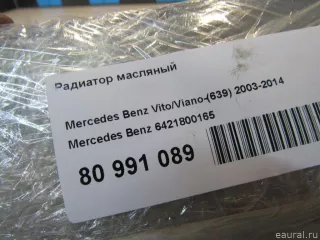 Радиатор масляный
Mercedes Benz Vito/Viano-(639) 2003-2014
Mercedes Benz 6421800165
80 991 089
eaural.ru